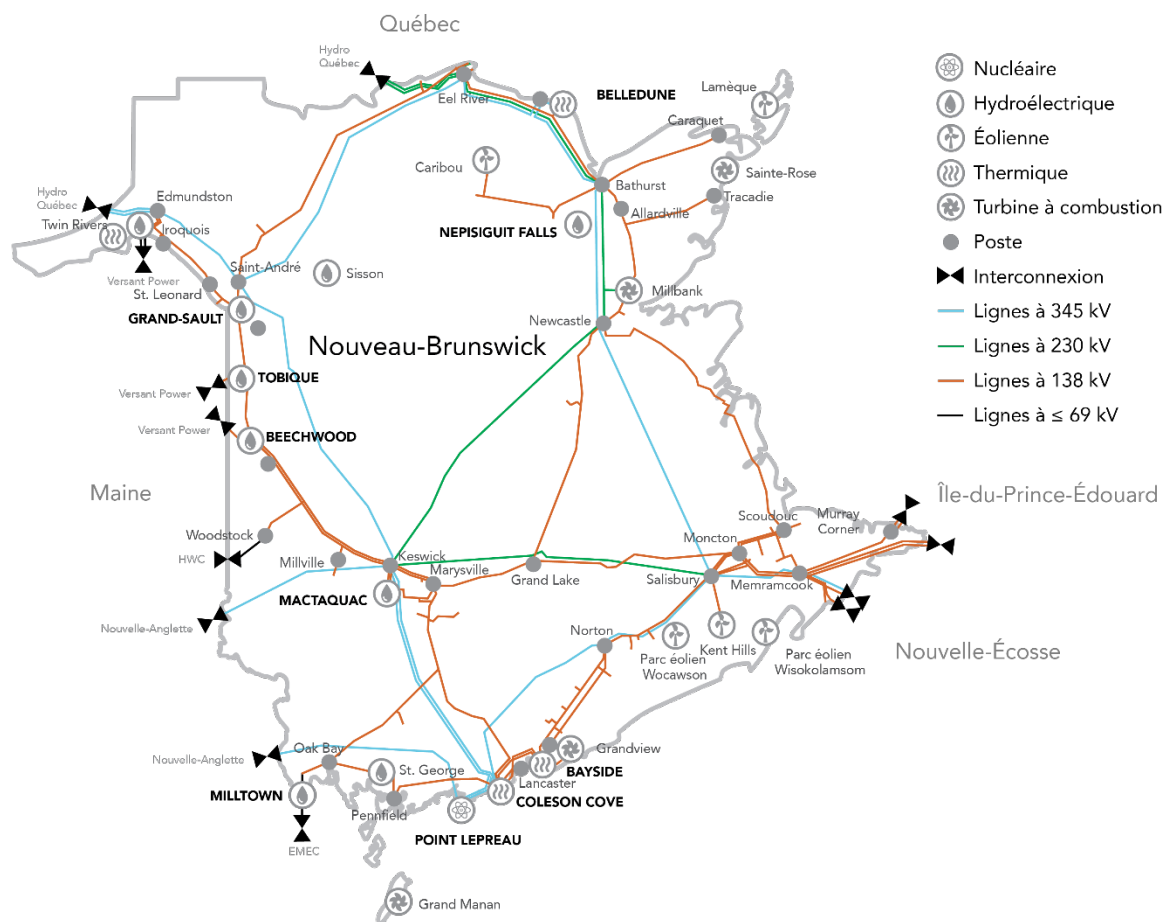 Québec
Hydro
Québec
Eel River
BELLEDUNE
Lamèque
Caraquet
Caribou
Sainte-Rose
Bathurst
Tracadie
Allardville
NEPISIGUIT FALLS
Hydro
Québec
Edmundston
Twin Rivers
Iroquois
Versant Power
Saint-André
Sisson
St. Leonard
Millbank
GRAND-SAULT
Newcastle
Nouveau-Brunswick
TOBIQUE
Versant Power
Versant Power
BEECHWOOD
Maine
Île-du-Prince-Édouard
Murray
Corner
Scoudouc
Woodstock
Moncton
HWC
Millville
Keswick
Marysville
Grand Lake
Salisbury
Memramcook
MACTAQUAC
Nouvelle-Anglette
Norton
Parc éolien
Wocawson
Kent Hills
Parc éolien
Wisokolamsom
Nouvelle-Écosse
Nouvelle-Anglette
Oak Bay
Grandview
St. George
BAYSIDE
Lancaster
MILLTOWN
COLESON COVE
Pennfield
POINT LEPREAU
EMEC
Grand Manan
Nucléaire
Hydroélectrique
Éolienne
Thermique
Turbine à combustion
Poste
Interconnexion
Lignes à 345 kV
Lignes à 230 kV
Lignes à 138 kV
Lignes à ≤ 69 kV